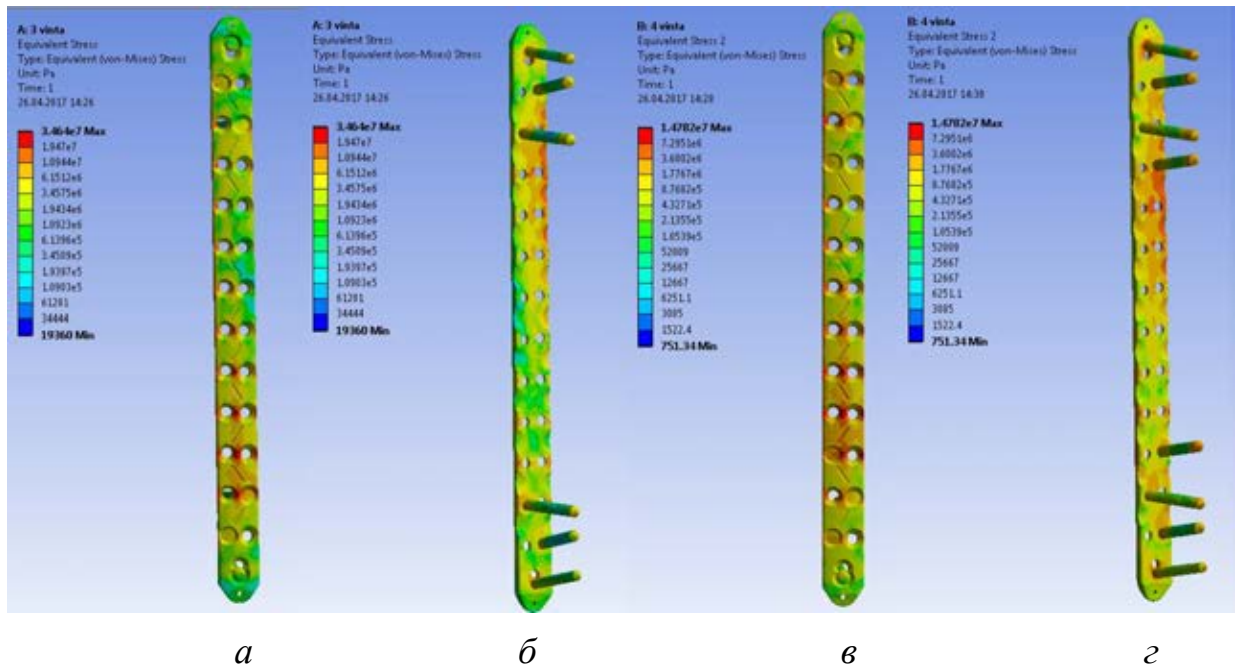 A: 3 vinta
Equivalent Stress
Type: Equivalent (von-Mises) Stress
Unit: Pa
Time: 1
26.04.2017 14:26
3.464e7 Max
1.947e7
1.0944e7
6.1512e6
3.4575e6
1.9434e6
1.0923e6
6.1396e5
3.4509e5
1.9397e5
1.0903e5
61281
34444
19360 Min
A: 3 vinta
Equivalent Stress
Type: Equivalent (von-Mises) Stress
Unit: Pa
Time: 1
26.04.2017 14:26
3.464e7 Max
1.947e7
1.0944e7
6.1512e6
3.4575e6
1.9434e6
1.0923e6
6.1396e5
3.4509e5
1.9397e5
1.0903e5
61281
34444
19360 Min
B: 4 vinta
Equivalent Stress 2
Type: Equivalent (von-Mises) Stress
Unit: Pa
Time: 1
26.04.2017 14:28
1.4782e7 Max
7.2951e6
3.6002e6
1.7767e6
8.7682e5
4.3271e5
2.1355e5
1.0539e5
52009
25667
12667
6251.1
3085
1522.4
751.34 Min
B: 4 vinta
Equivalent Stress 2
Type: Equivalent (von-Mises) Stress
Unit: Pa
Time: 1
26.04.2017 14:30
1.4782e7 Max
7.2951e6
3.6002e6
1.7767e6
8.7682e5
4.3271e5
2.1355e5
1.0539e5
52009
25667
12667
6251.1
3085
1522.4
751.34 Min
а б в г